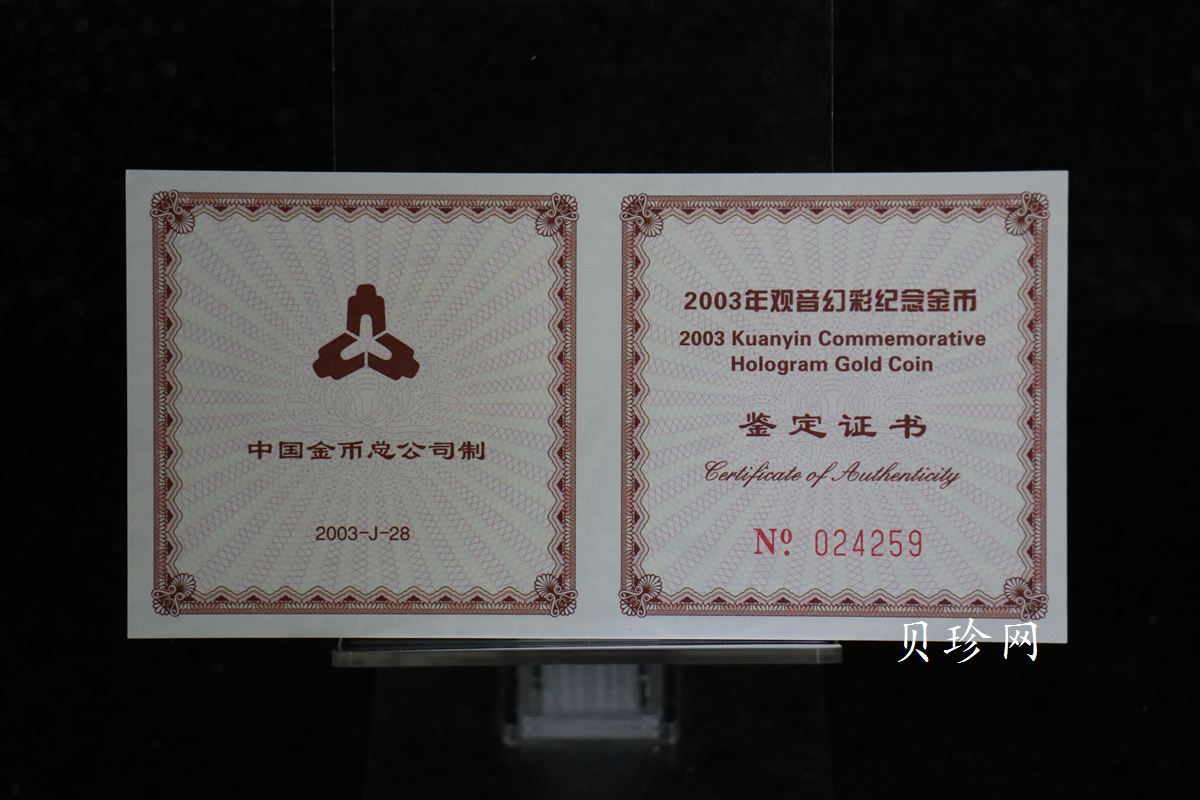 中国金币总公司制
2003-J-28
2003年观音幻彩纪念金币
2003 Kuanyin Commemorative
Hologram Gold Coin
鉴定证书
Certificate of Authenticity
Nº 024259
贝珍网